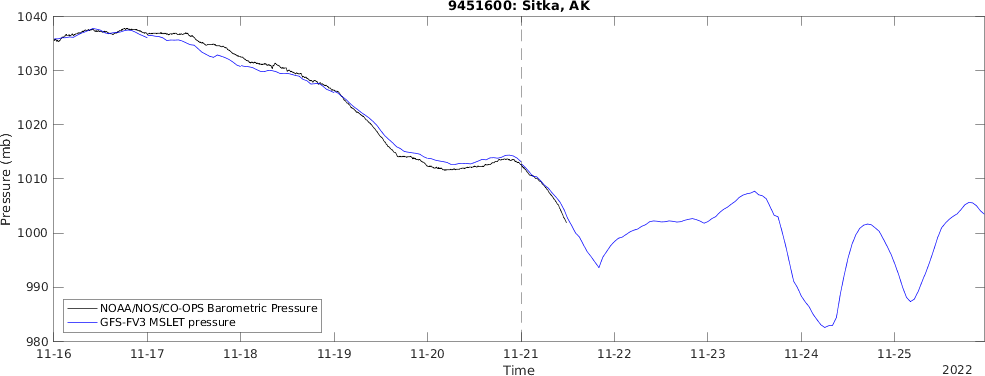 9451600: Sitka, AK
Pressure (mb)
1040
1030
1020
1010
1000
990
980
NOAA/NOS/CO-OPS Barometric Pressure
GFS-FV3 MSLET pressure
11-16 11-17 11-18 11-19 11-20 11-21 11-22 11-23 11-24 11-25
Time
2022